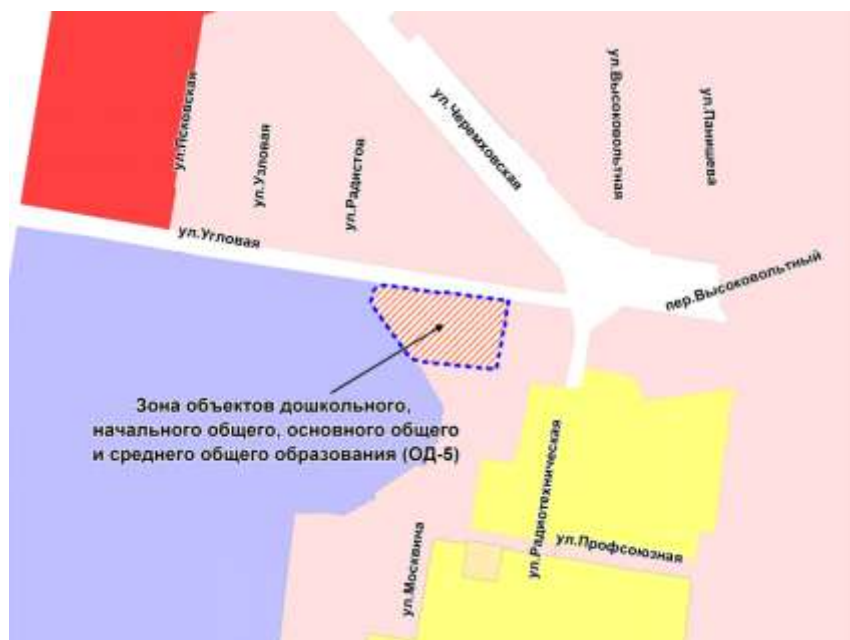 ул.Псковская
ул.Узловая
ул.Радистов
ул.Черемховская
ул.Высоковольтная
ул.Панишева
ул.Угловая
пер.Высоковольтный
Зона объектов дошкольного,
начального общего, основного общего
и среднего общего образования (ОД-5)
ул.Радиотехническая
ул.Москвина
ул.Профсоюзная